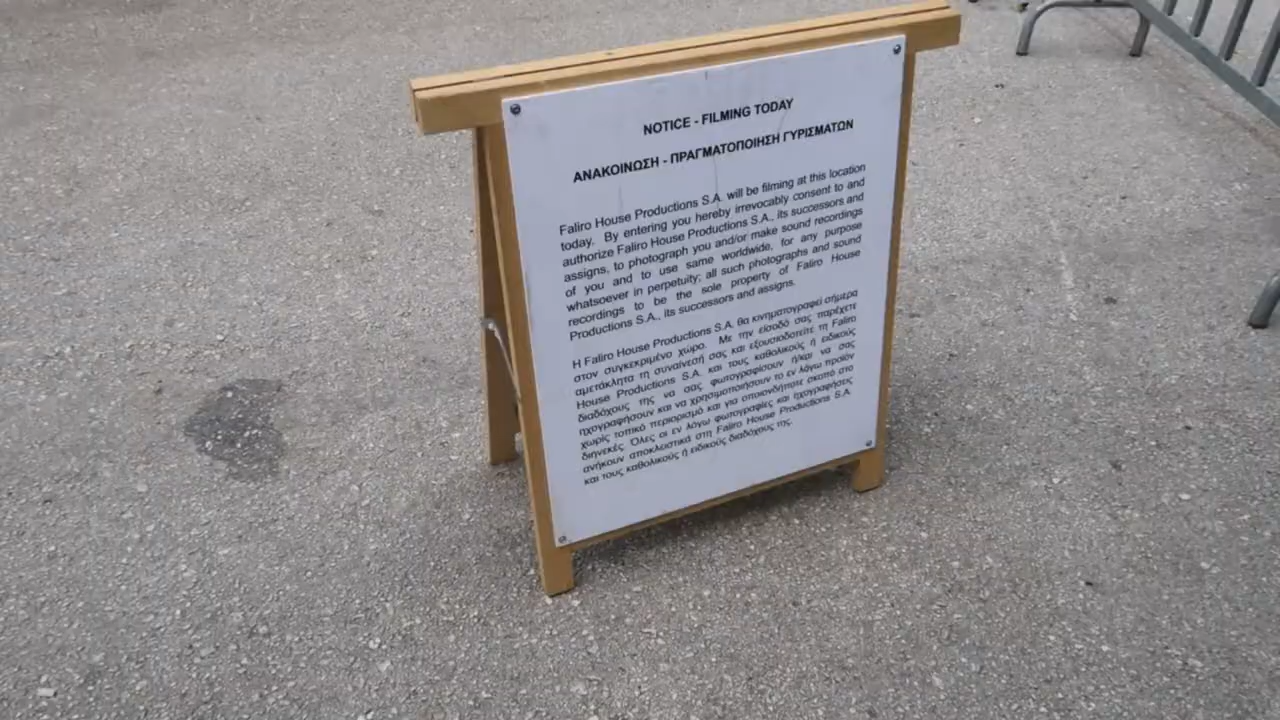 NOTICE - FILMING TODAY
ΑΝΑΚΟΙΝΩΣΗ - ΠΡΑΓΜΑΤΟΠΟΙΗΣΗ ΓΥΡΙΣΜΑΤΩΝ
Faliro House Productions S.A. will be filming at this location
today. By entering you hereby irrevocably consent to and
authorize Faliro House Productions S.A., its successors and
assigns, to photograph you and/or make sound recordings
of you and to use same worldwide, for any purpose
whatsoever in perpetuity; all such photographs and sound
recordings to be the sole property of Faliro House
Productions S.A., its successors and assigns.
Η Faliro House Productions S.A. θα κινηματογραφεί σήμερα
στον συγκεκριμένο χώρο. Με την είσοδό σας παρέχετε
αμετάκλητα τη συναίνεσή σας και εξουσιοδοτείτε τη Faliro
House Productions S.A. και τους καθολικούς ή ειδικούς
διαδόχους της να σας φωτογραφίσουν ή/και να σας
ηχογραφήσουν και να χρησιμοποιήσουν το εν λόγω προϊόν
χωρίς τοπικό περιορισμό και για οποιονδήποτε σκοπό στο
διηνεκές. Όλες οι εν λόγω φωτογραφίες και ηχογραφήσεις
ανήκουν αποκλειστικά στη Faliro House Productions S.A.
και τους καθολικούς ή ειδικούς διαδόχους της.